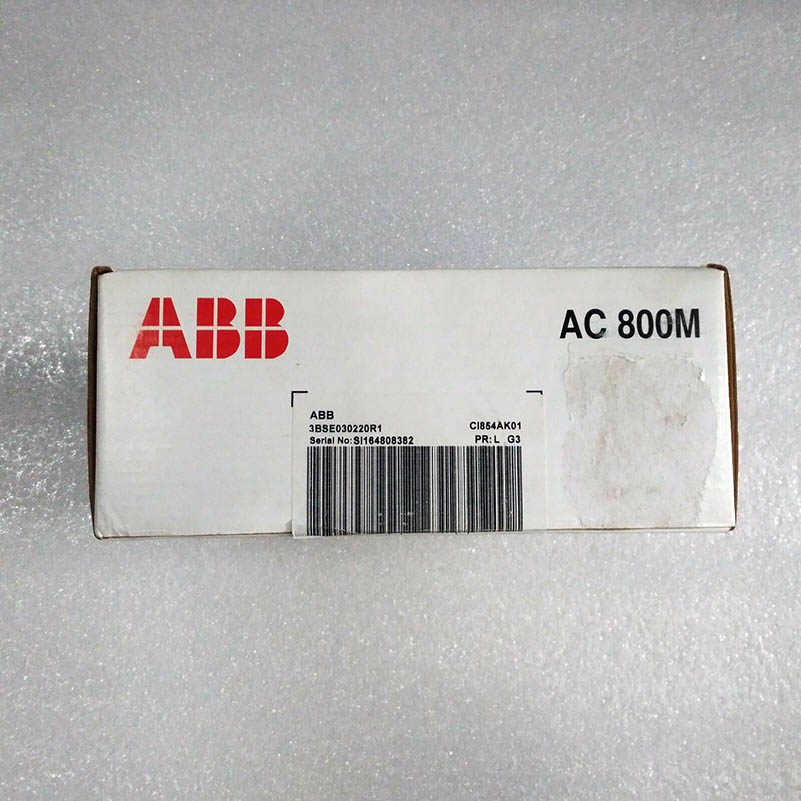 ABB
AC 800M
ABB
3BSE030220R1 CI854AK01
Serial No:SI164808382 PR:L G3